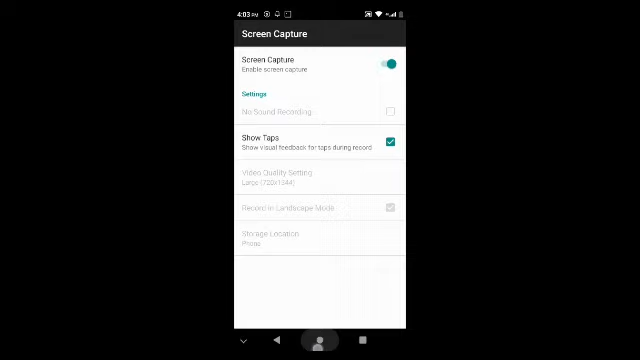 4:03 PM
Screen Capture
Screen Capture
Enable screen capture
Settings
No Sound Recording
Show Taps
Show visual feedback for taps during record
Video Quality Setting
Large (720x1344)
Record in Landscape Mode
Storage Location
Phone